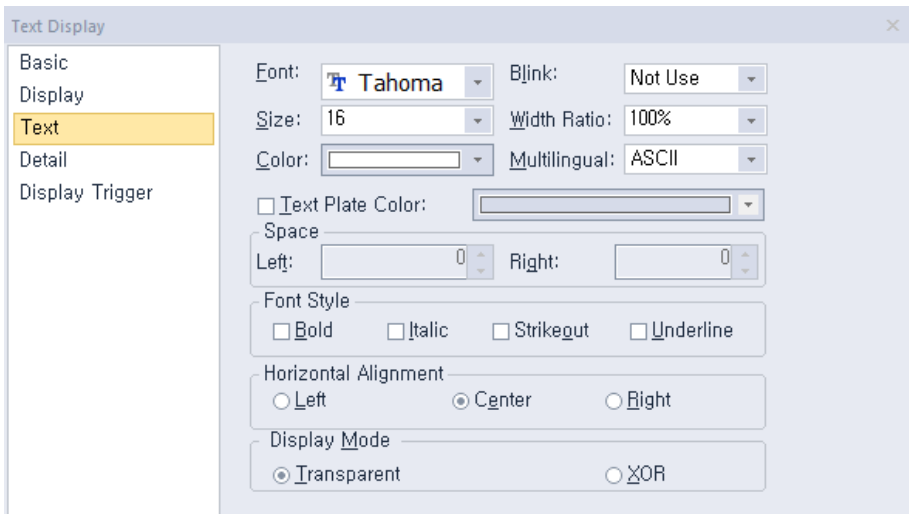 Text Display
Basic
Display
Text
Detail
Display Trigger
Font: Tahoma Blink: Not Use
Size: 16 Width Ratio: 100%
Color: Multilingual: ASCII
Text Plate Color:
Space
Left: 0 Right: 0
Font Style
Bold Italic Strikeout Underline
Horizontal Alignment
Left Center Right
Display Mode
Transparent XOR